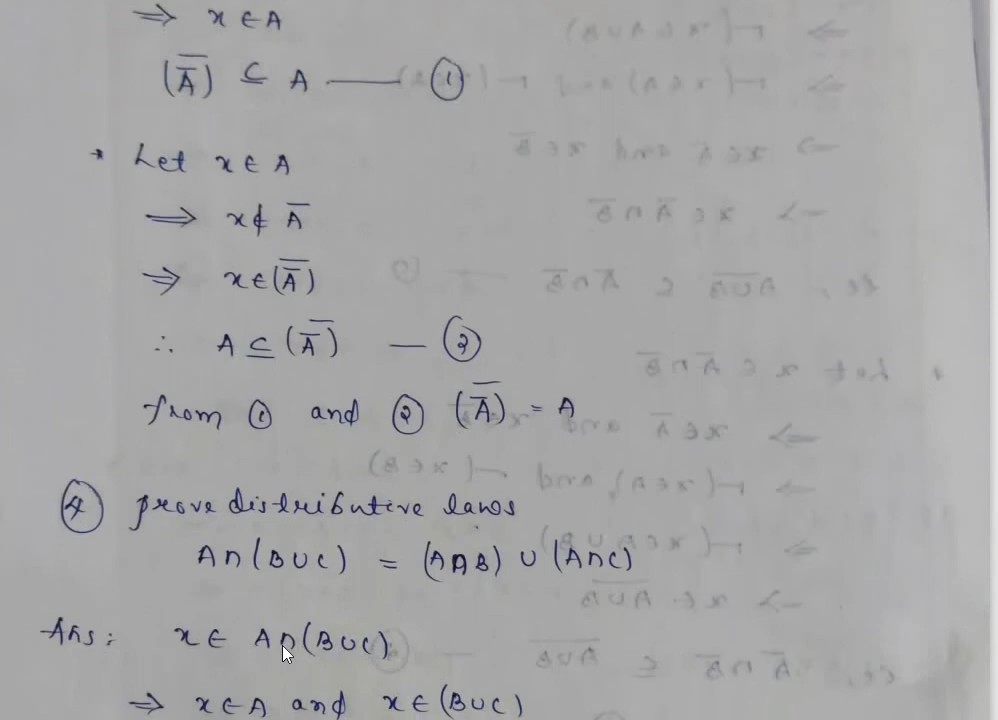 ⇒ x ∈ A
(A̅)̅ ⊆ A —— ①
* Let x ∈ A
⇒ x ∉ A̅
⇒ x ∈ (A̅)̅
∴ A ⊆ (A̅)̅ — ②
from ① and ② (A̅)̅ = A
④ prove distributive laws
A∩(B∪C) = (A∩B) ∪ (A∩C)
Ans: x ∈ A∩(B∪C)
⇒ x ∈ A and x ∈ (B∪C)